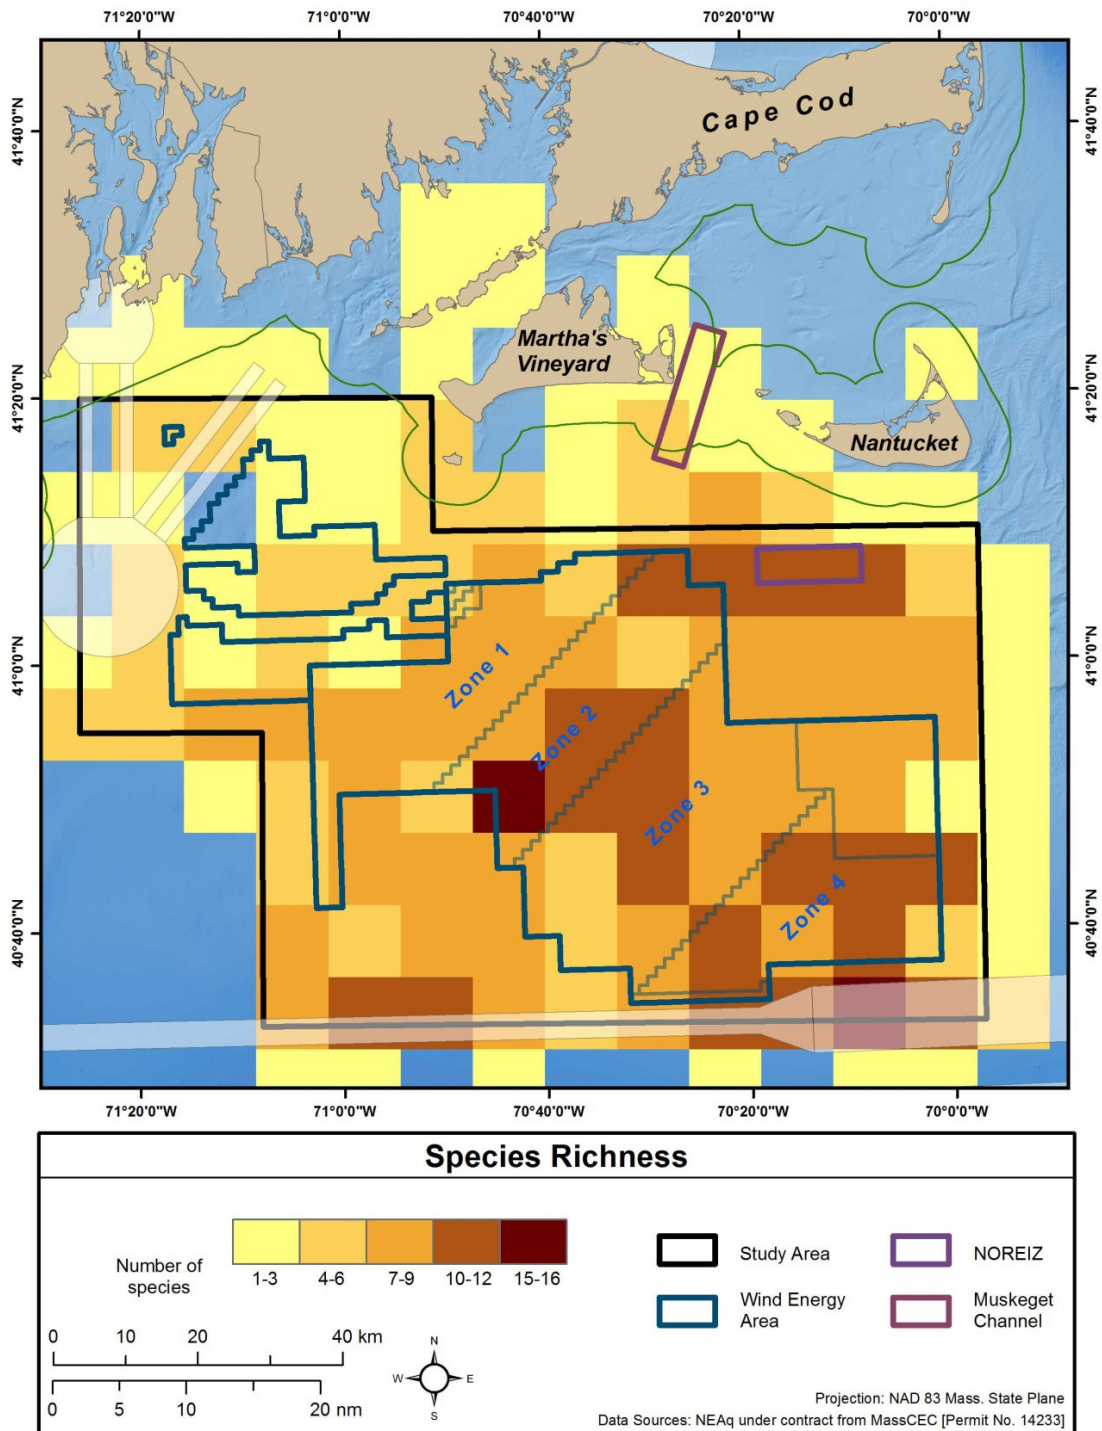 71°20'0"W 71°0'0"W 70°40'0"W 70°20'0"W 70°0'0"W
Cape Cod
41°40'0"N 41°40'0"N
Martha's
Vineyard
41°20'0"N 41°20'0"N
Nantucket
Zone 1
41°0'0"N 41°0'0"N
Zone 2
Zone 3
Zone 4
40°40'0"N 40°40'0"N
71°20'0"W 71°0'0"W 70°40'0"W 70°20'0"W 70°0'0"W
Species Richness
Number of
species
1-3 4-6 7-9 10-12 15-16
Study Area
NOREIZ
Wind Energy
Area
Muskeget
Channel
0 10 20 40 km
0 5 10 20 nm
N
W E
S
Projection: NAD 83 Mass. State Plane
Data Sources: NEAq under contract from MassCEC [Permit No. 14233]